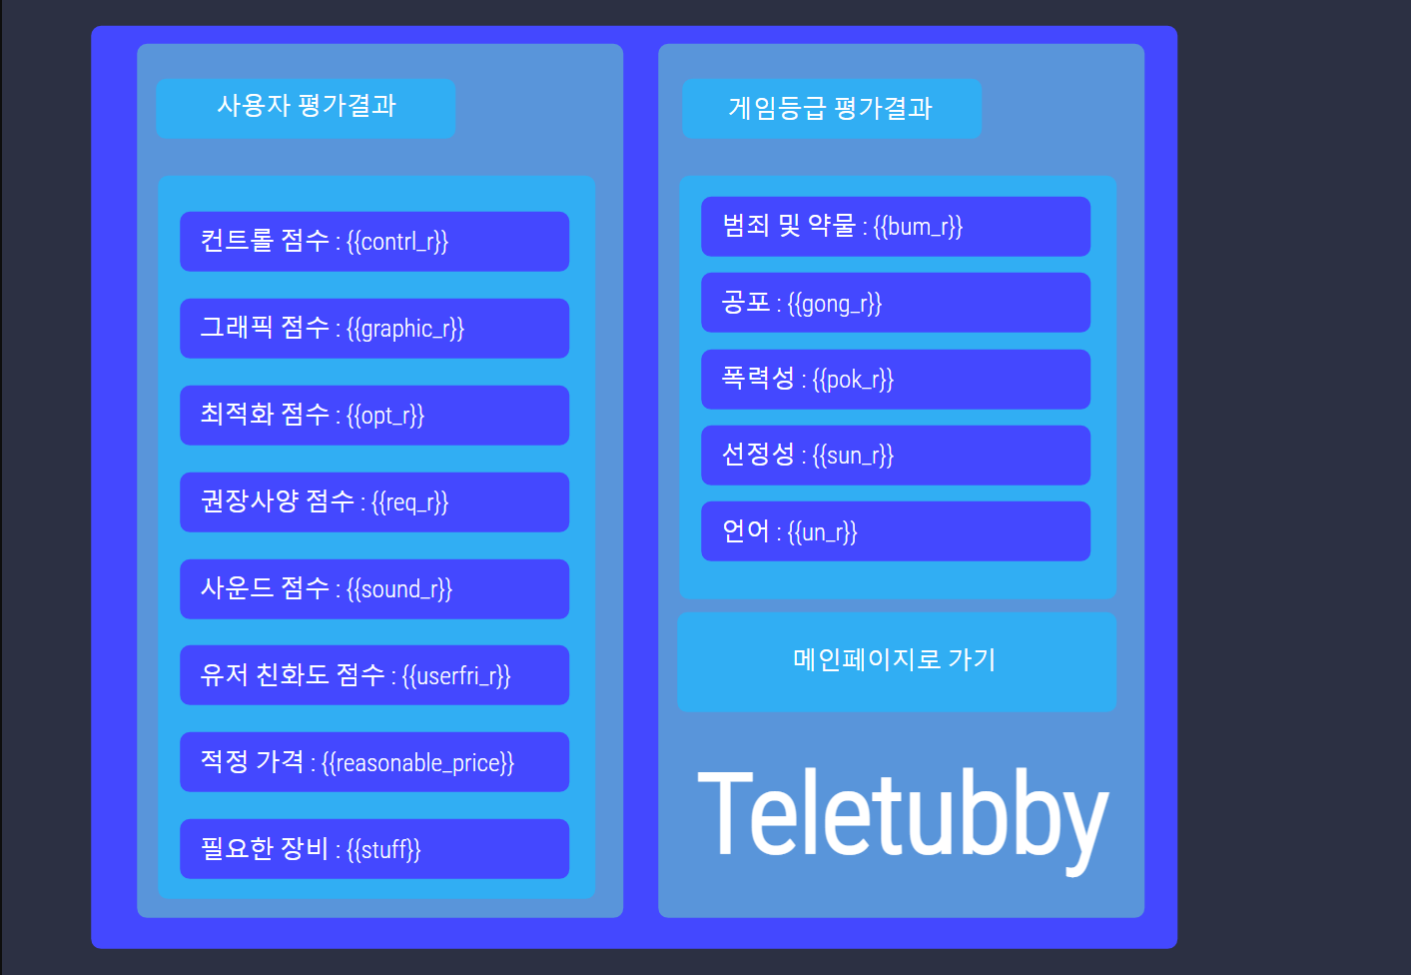 사용자 평가결과
컨트롤 점수 : {{contrl_r}}
그래픽 점수 : {{graphic_r}}
최적화 점수 : {{opt_r}}
권장사양 점수 : {{req_r}}
사운드 점수 : {{sound_r}}
유저 친화도 점수 : {{userfri_r}}
적정 가격 : {{reasonable_price}}
필요한 장비 : {{stuff}}
게임등급 평가결과
범죄 및 약물 : {{bum_r}}
공포 : {{gong_r}}
폭력성 : {{pok_r}}
선정성 : {{sun_r}}
언어 : {{un_r}}
메인페이지로 가기
Teletubby